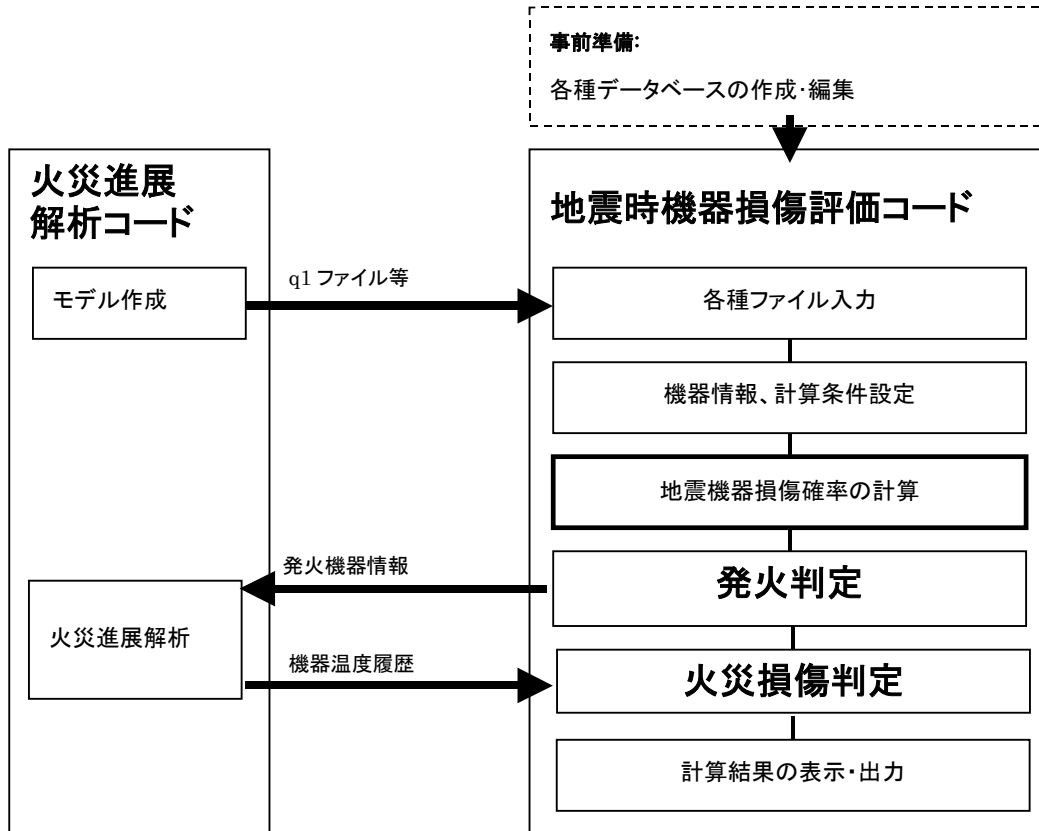 事前準備:
各種データベースの作成･編集
火災進展
解析コード
地震時機器損傷評価コード
モデル作成
q1 ファイル等
各種ファイル入力
機器情報、計算条件設定
地震機器損傷確率の計算
発火機器情報
発火判定
火災進展解析
機器温度履歴
火災損傷判定
計算結果の表示・出力